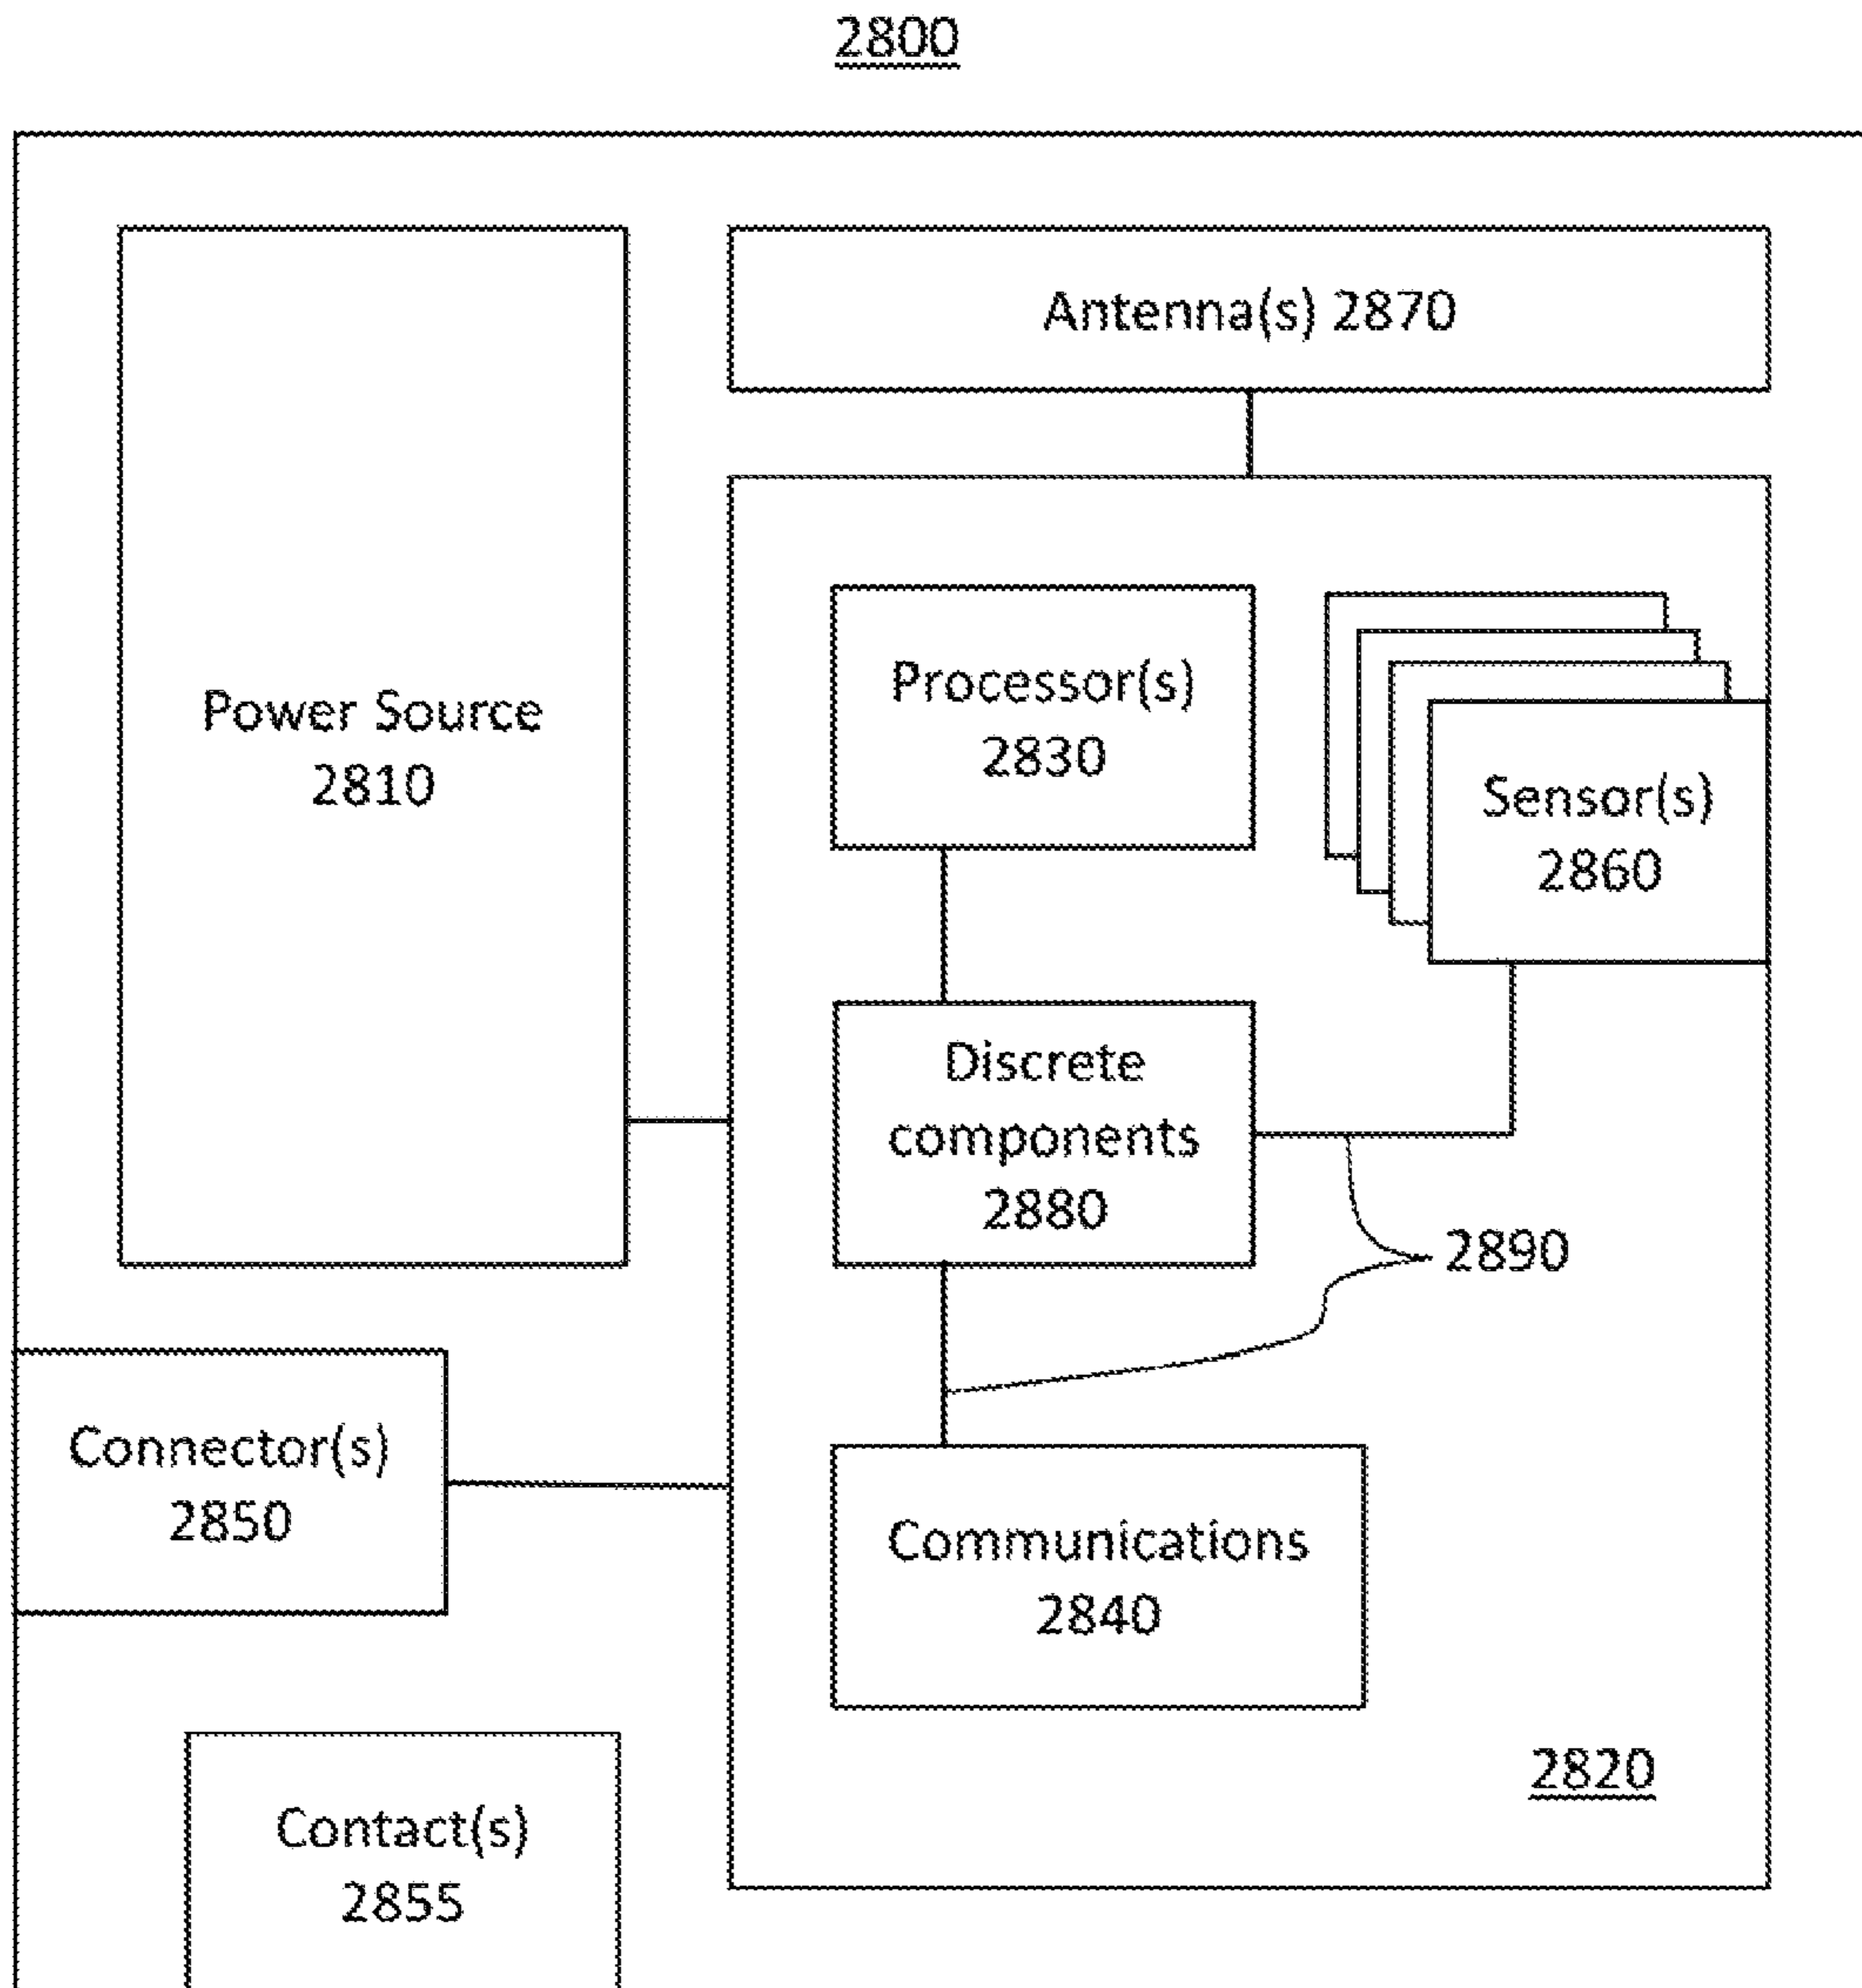 2800
Antenna(s) 2870
Power Source
2810
Processor(s)
2830
Sensor(s)
2860
Discrete
components
2880
2890
Connector(s)
2850
Communications
2840
2820
Contact(s)
2855